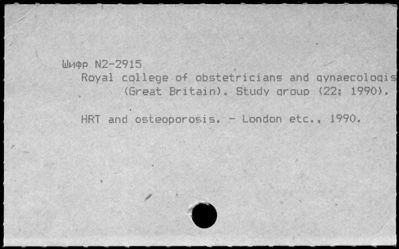 Шифр N2-2915
Royal college of obstetricians and gynaecologis
(Great Britain). Study group (22; 1990).
HRT and osteoporosis. - London etc., 1990.